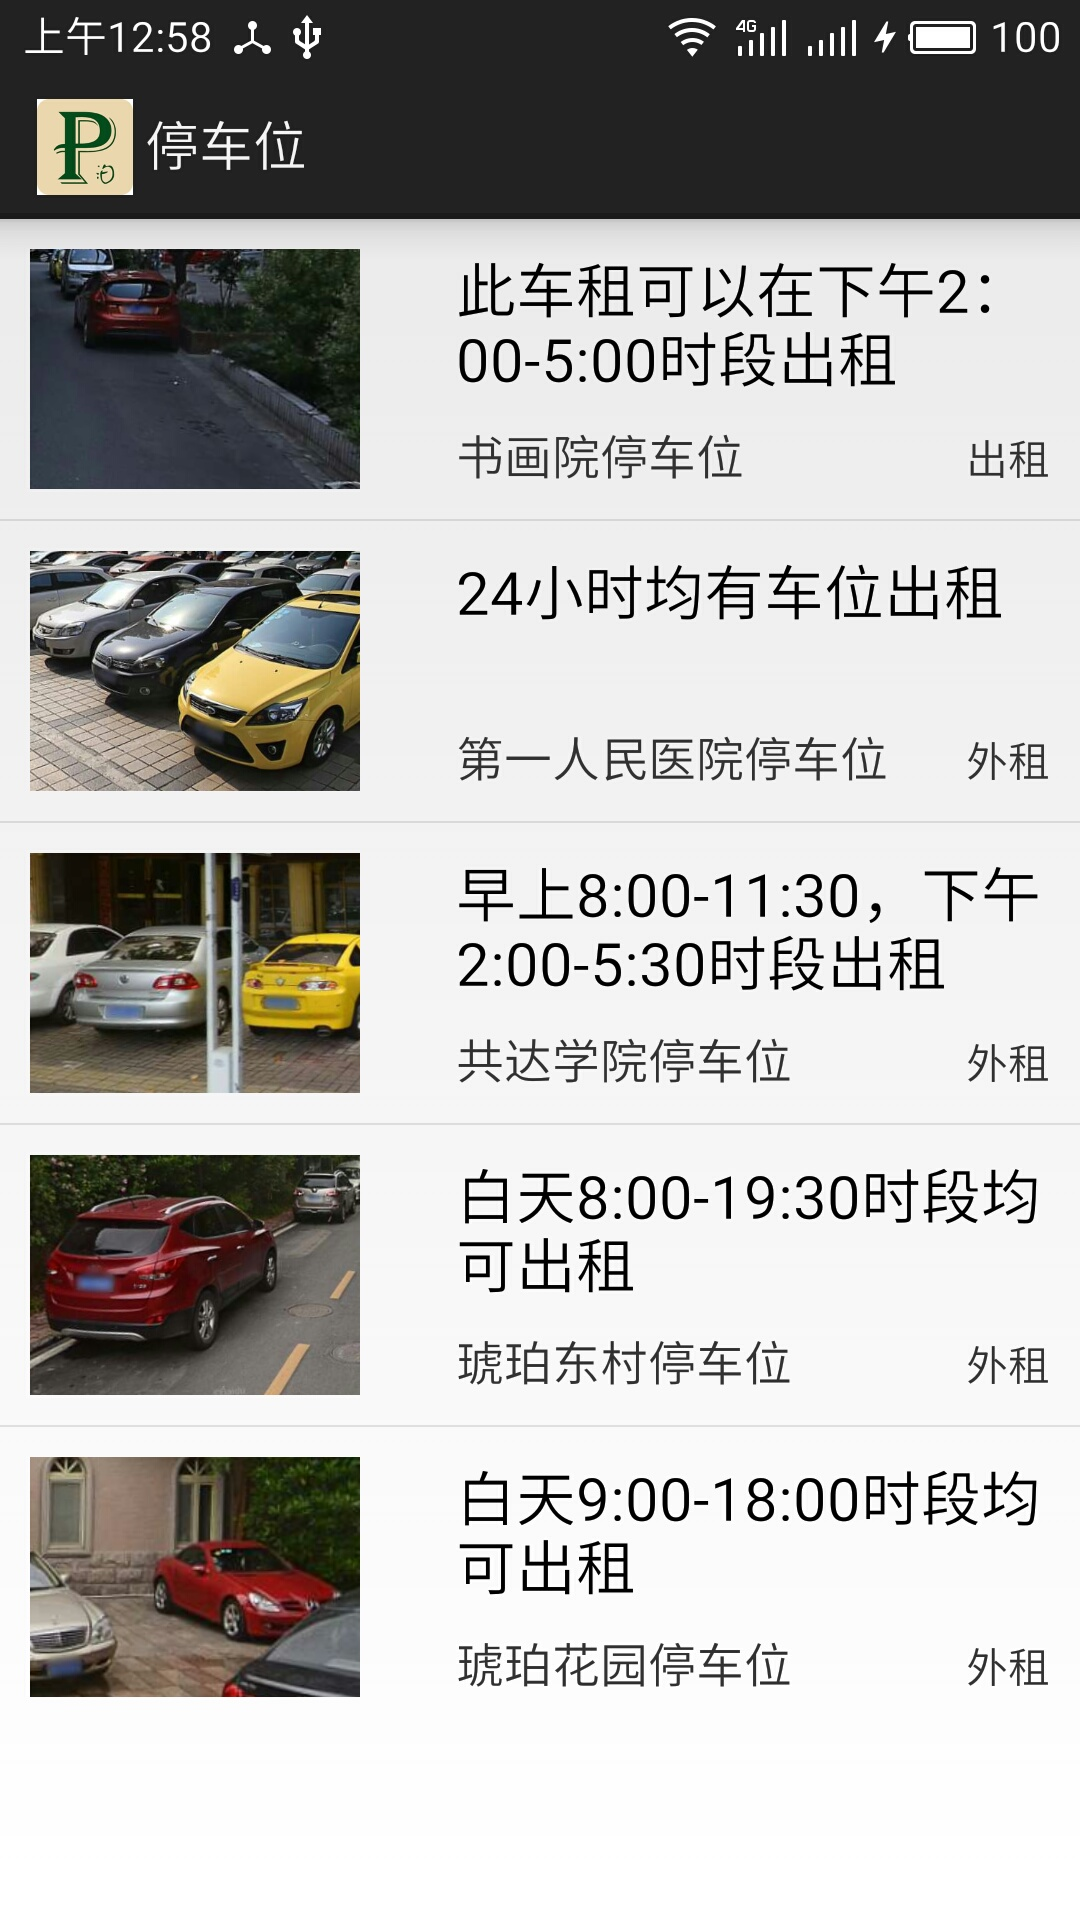 上午12:58 4G 100
P 泊 停车位
此车租可以在下午2：
00-5:00时段出租
书画院停车位 出租
24小时均有车位出租
第一人民医院停车位 外租
早上8:00-11:30，下午
2:00-5:30时段出租
共达学院停车位 外租
白天8:00-19:30时段均
可出租
琥珀东村停车位 外租
白天9:00-18:00时段均
可出租
琥珀花园停车位 外租